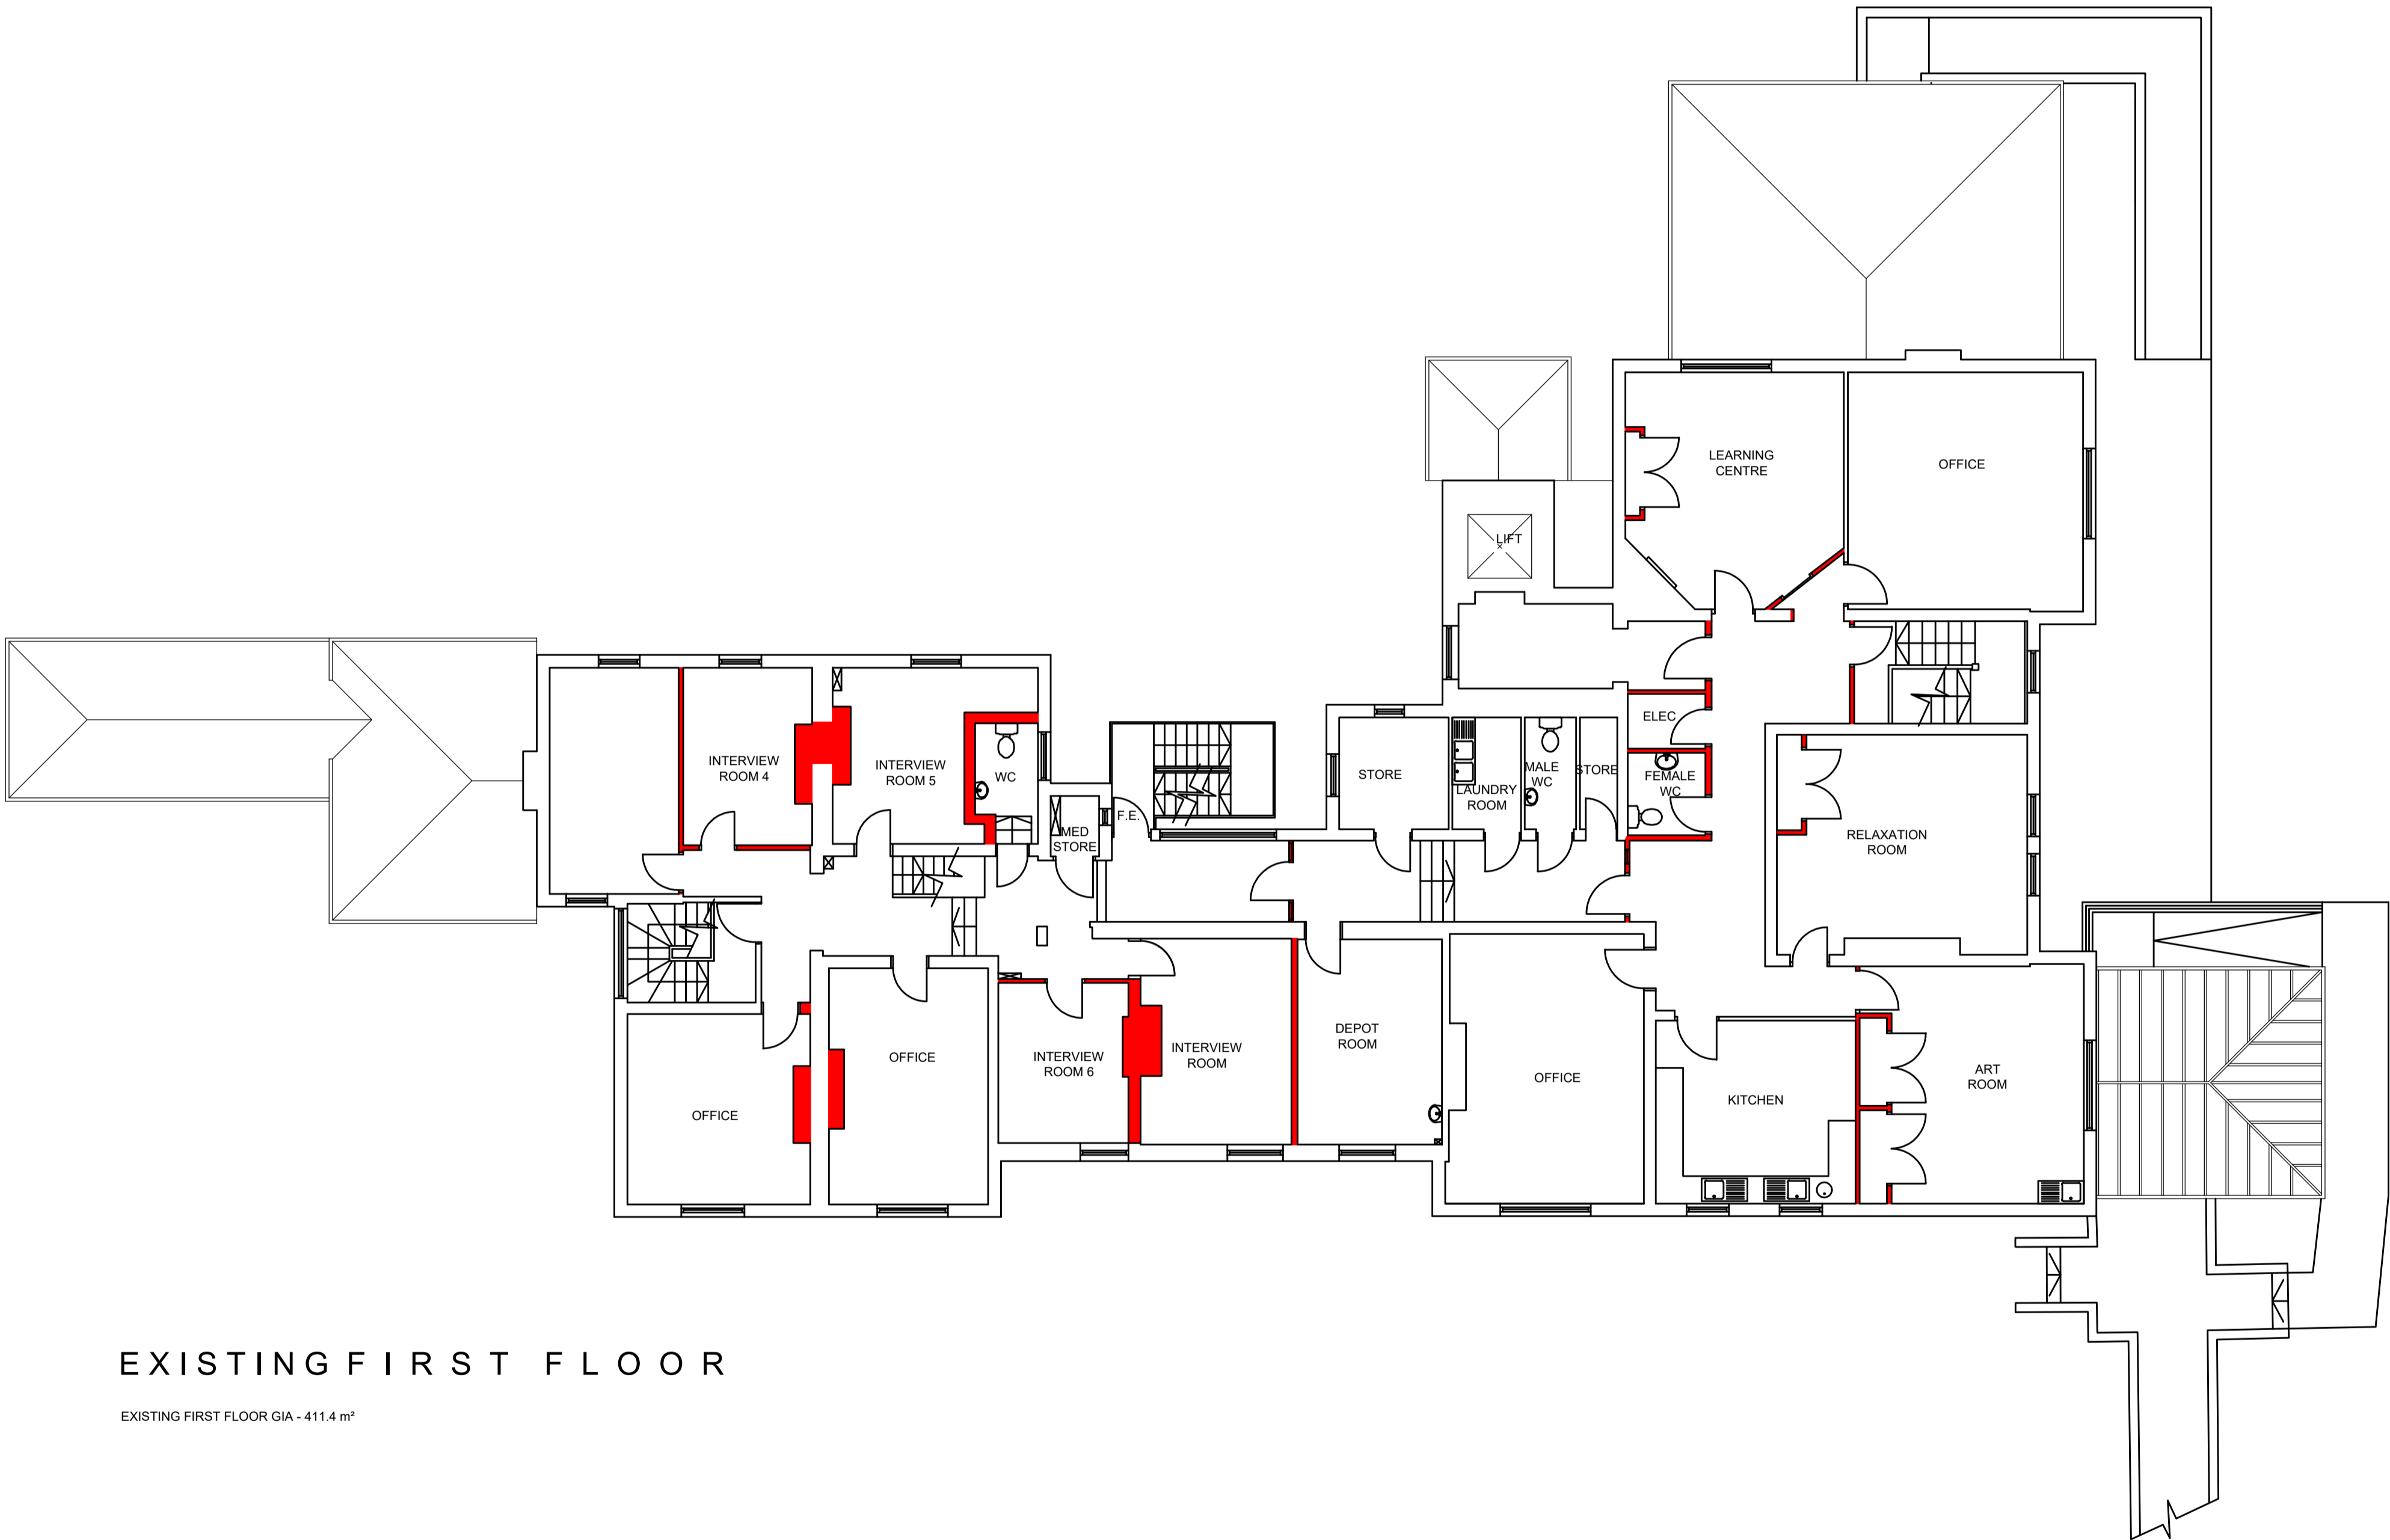 LEARNING
CENTRE
OFFICE
LIFT
ELEC
INTERVIEW
ROOM 4
INTERVIEW
ROOM 5
WC
MED
STORE
F.E.
STORE
LAUNDRY
ROOM
MALE
WC
STORE
FEMALE
WC
RELAXATION
ROOM
OFFICE
OFFICE
INTERVIEW
ROOM 6
INTERVIEW
ROOM
DEPOT
ROOM
OFFICE
KITCHEN
ART
ROOM
EXISTING FIRST FLOOR
EXISTING FIRST FLOOR GIA - 411.4 m²